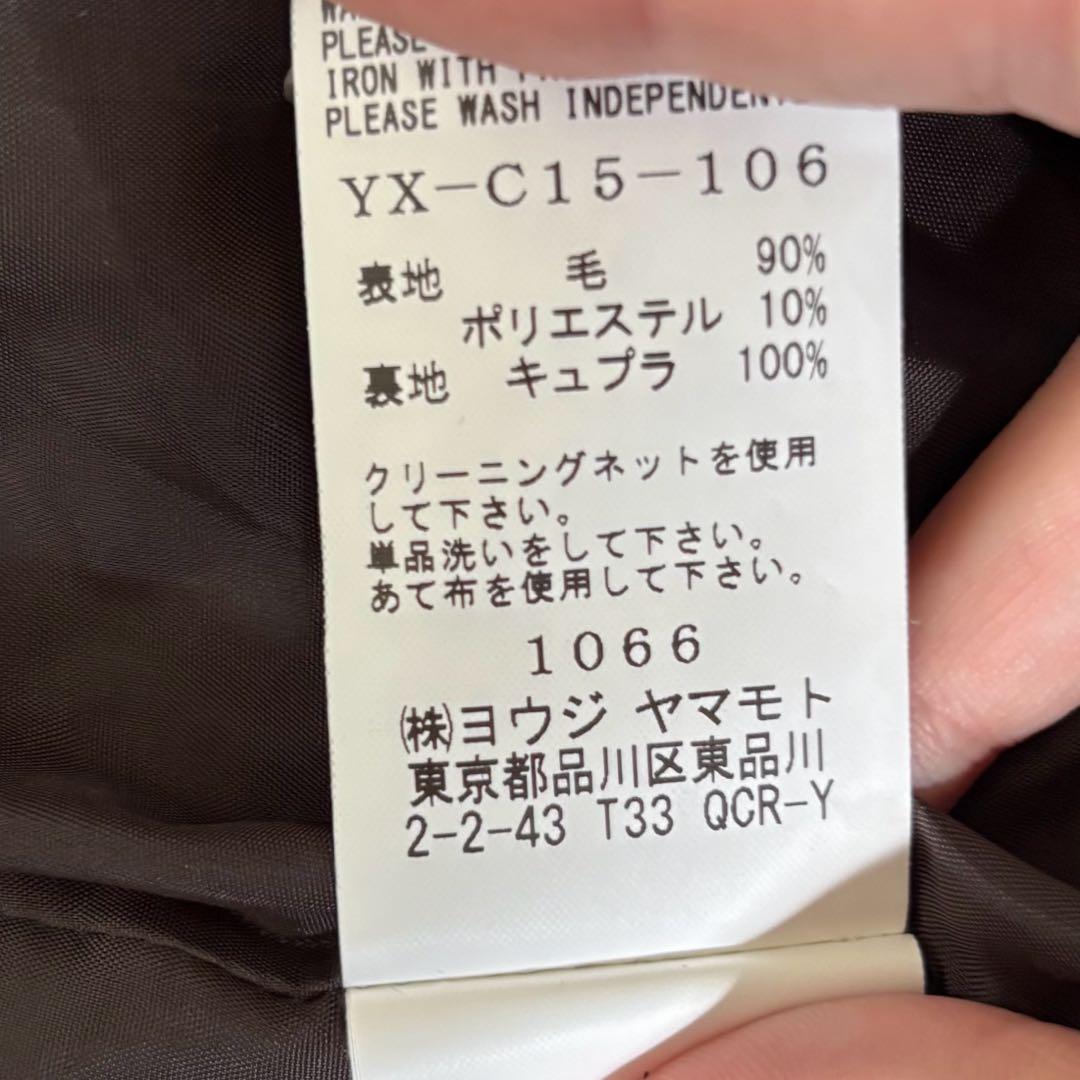 PLEASE
IRON WITH
PLEASE WASH
YX-C15-106
表地 毛 90%
ポリエステル 10%
裏地 キュプラ 100%
クリーニングネットを使用
して下さい。
単品洗いをして下さい。
あて布を使用して下さい。
1066
㈱ヨウジ ヤマモト
東京都品川区東品川
2-2-43 T33 QCR-Y